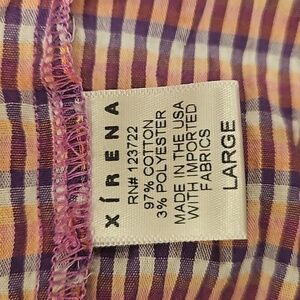 XÍRENA
RN# 123722
97% COTTON
3% POLYESTER
MADE IN THE USA
WITH IMPORTED
FABRICS
LARGE